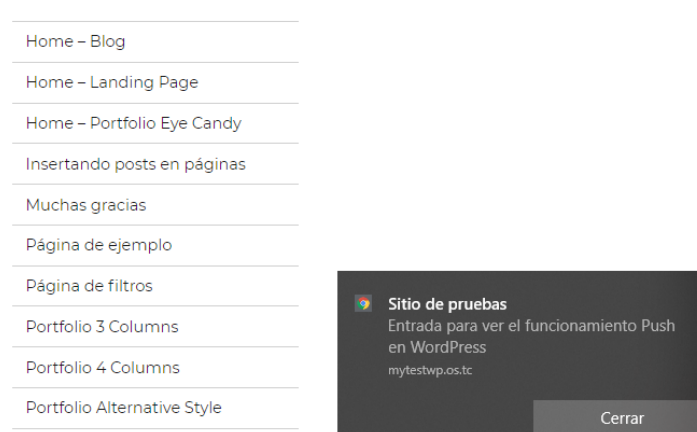 Home – Blog
Home – Landing Page
Home – Portfolio Eye Candy
Insertando posts en páginas
Muchas gracias
Página de ejemplo
Página de filtros
Portfolio 3 Columns
Portfolio 4 Columns
Portfolio Alternative Style
Sitio de pruebas
Entrada para ver el funcionamiento Push
en WordPress
mytestwp.os.tc
Cerrar